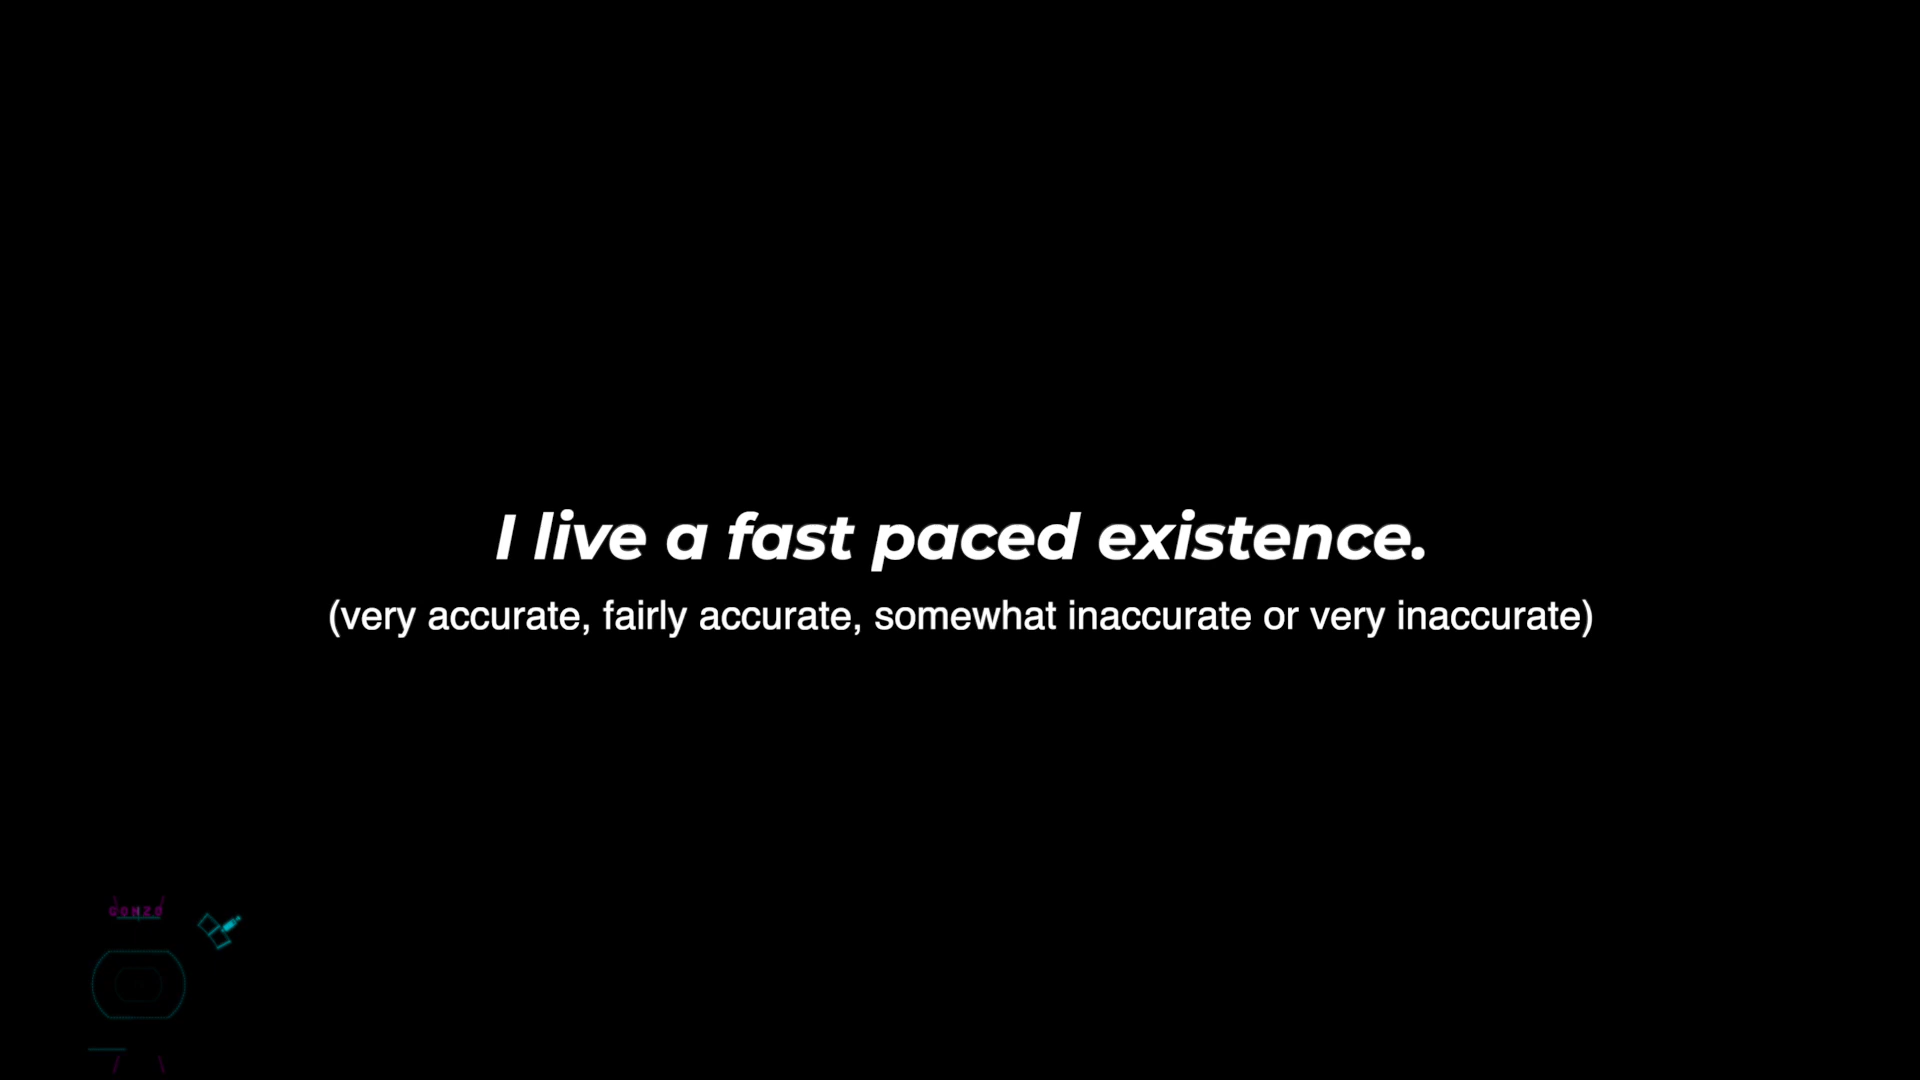 I live a fast paced existence.
(very accurate, fairly accurate, somewhat inaccurate or very inaccurate)